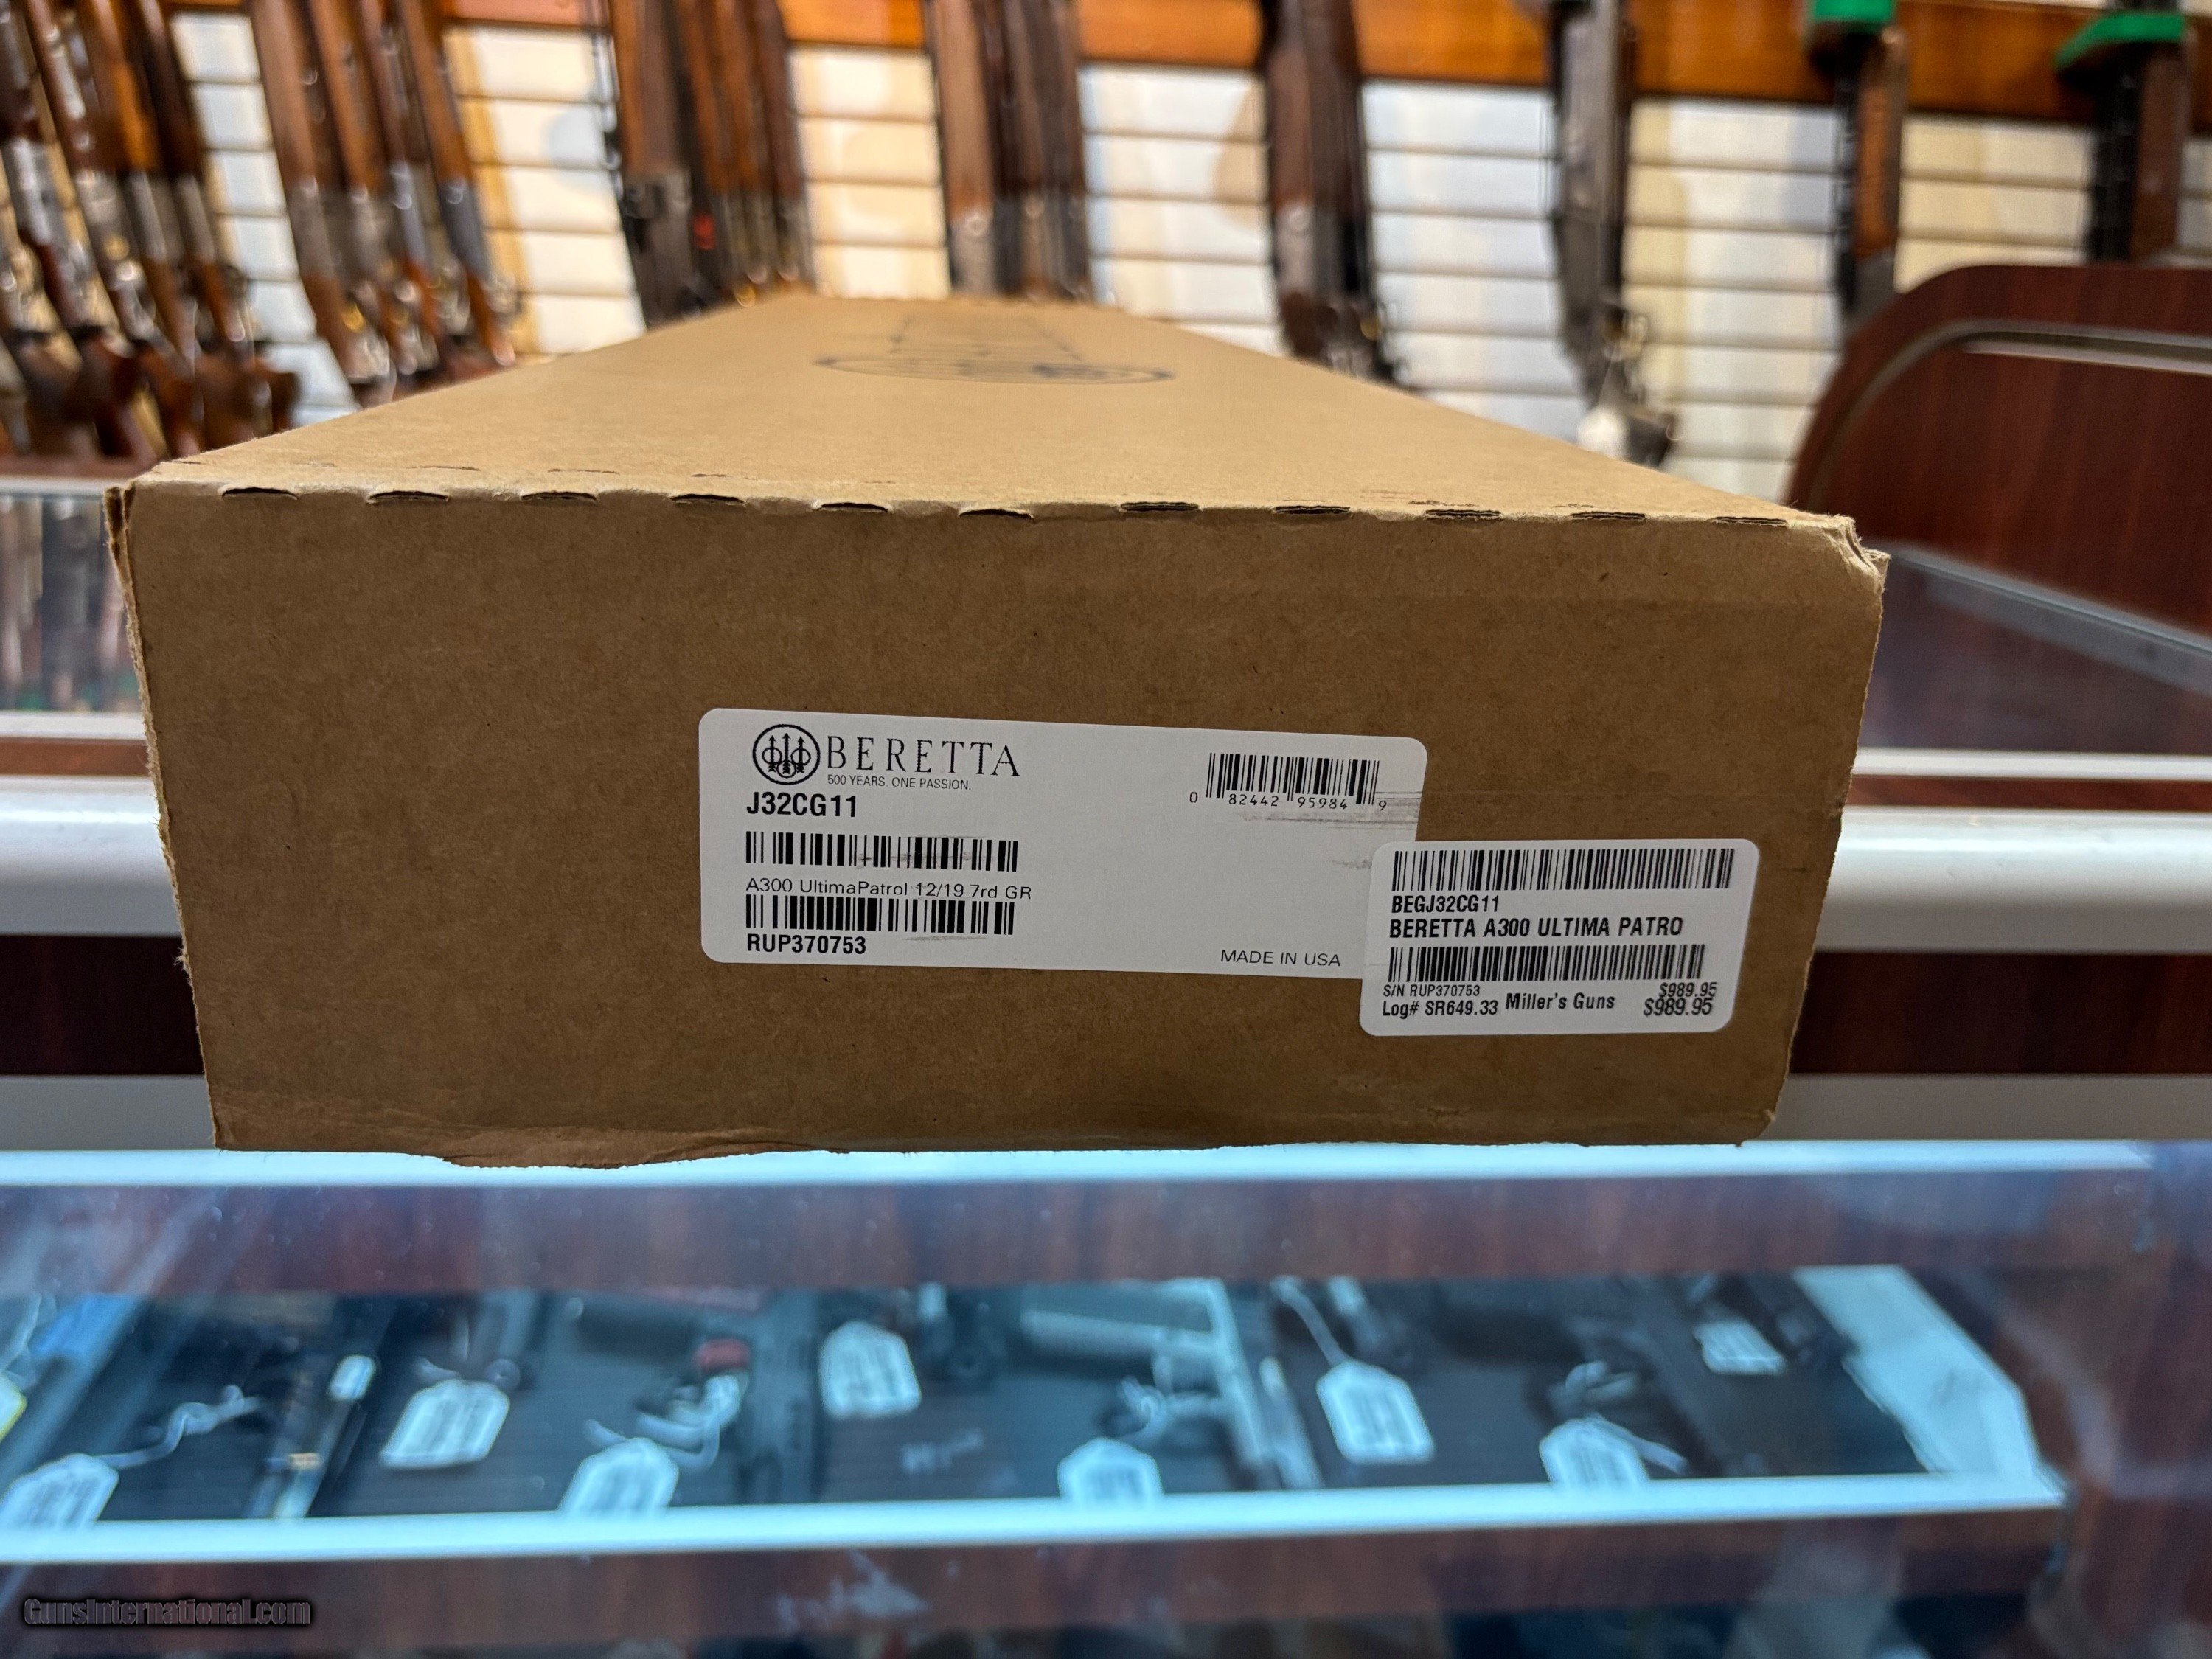 BERETTA
500 YEARS. ONE PASSION.
J32CG11
0 82442 95984 9
A300 UltimaPatrol 12/19 7rd GR
RUP370753
MADE IN USA
BEGJ32CG11
BERETTA A300 ULTIMA PATRO
S/N RUP370753
$989.95
Log# SR649.33 Miller's Guns $989.95
GunsInternational.com